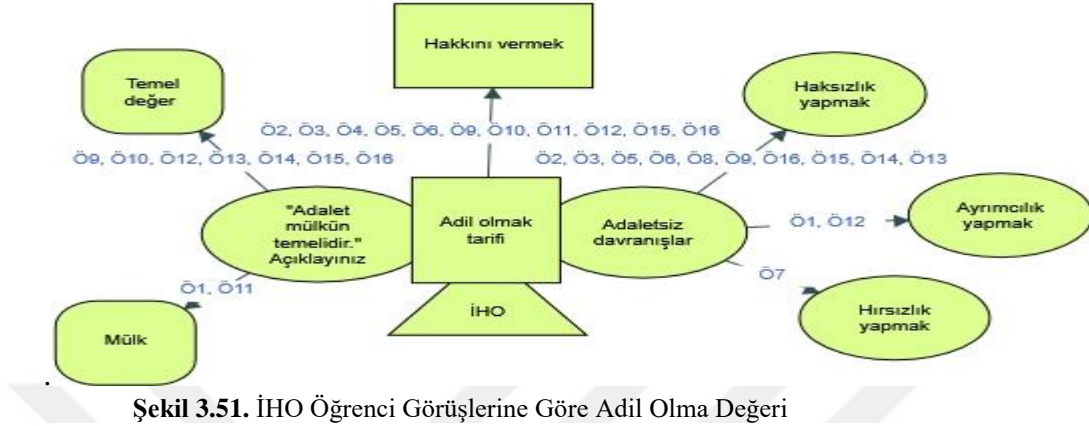 Hakkını vermek
Temel
değer
Haksızlık
yapmak
Ö2, Ö3, Ö4, Ö5, Ö6, Ö9, Ö10, Ö11, Ö12, Ö15, Ö16
Ö9, Ö10, Ö12, Ö13, Ö14, Ö15, Ö16
Ö2, Ö3, Ö5, Ö6, Ö8, Ö9, Ö16, Ö15, Ö14, Ö13
"Adalet
mülkün
temelidir."
Açıklayınız
Adil olmak
tarifi
Adaletsiz
davranışlar
Ö1, Ö12
Ayrımcılık
yapmak
Ö1, Ö11
Ö7
İHO
Hırsızlık
yapmak
Mülk
.
Şekil 3.51. İHO Öğrenci Görüşlerine Göre Adil Olma Değeri